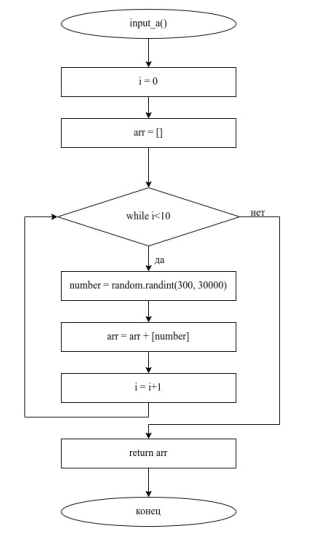 input_a()
i = 0
arr = []
while i<10
нет
да
number = random.randint(300, 30000)
arr = arr + [number]
i = i+1
return arr
конец